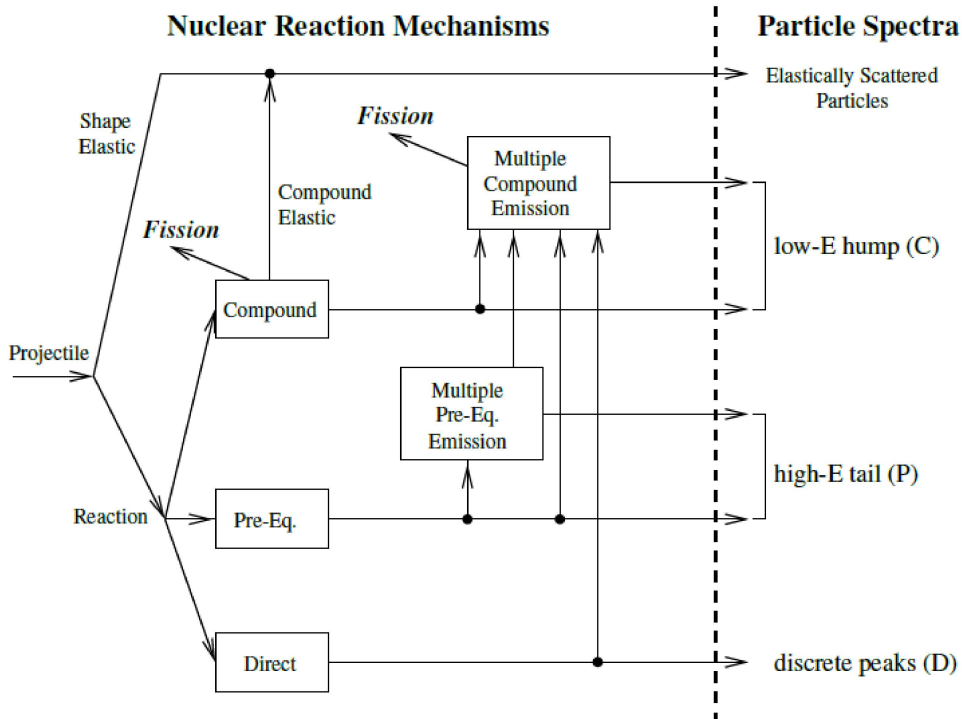 Nuclear Reaction Mechanisms
Particle Spectra
Elastically Scattered
Particles
Shape
Elastic
Fission
Multiple
Compound
Emission
Compound
Elastic
Fission
low-E hump (C)
Compound
Projectile
Multiple
Pre-Eq.
Emission
high-E tail (P)
Reaction
Pre-Eq.
Direct
discrete peaks (D)